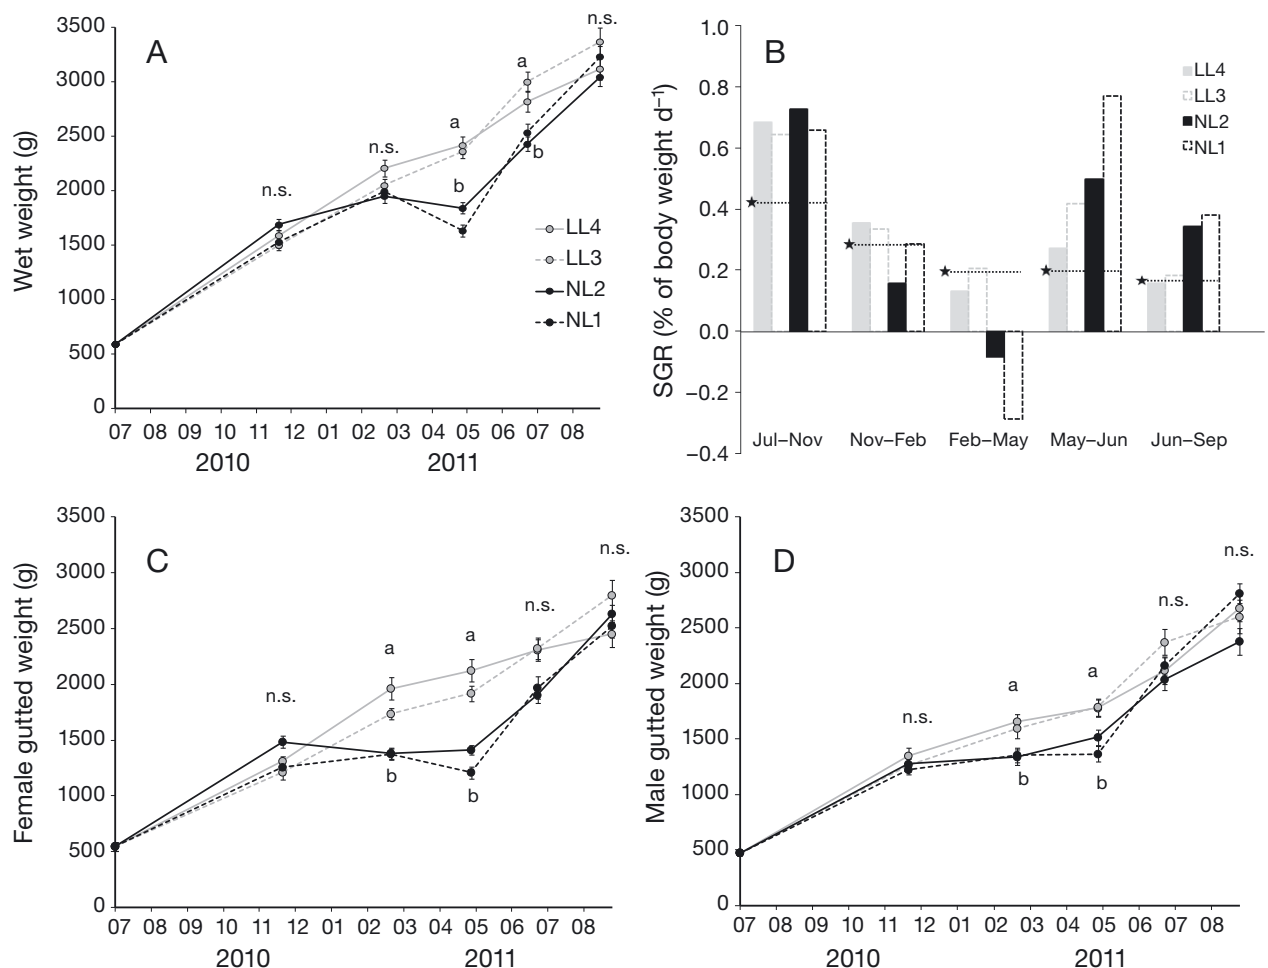 A
Wet weight (g)
3500
3000
2500
2000
1500
1000
500
0
n.s.
n.s.
a
b
a
b
n.s.
LL4
LL3
NL2
NL1
07 08 09 10 11 12 01 02 03 04 05 06 07 08
2010 2011
B
SGR (% of body weight d⁻¹)
1.0
0.8
0.6
0.4
0.2
0.0
−0.2
−0.4
LL4
LL3
NL2
NL1
Jul–Nov Nov–Feb Feb–May May–Jun Jun–Sep
C
Female gutted weight (g)
3500
3000
2500
2000
1500
1000
500
0
n.s.
a
b
a
b
n.s.
n.s.
07 08 09 10 11 12 01 02 03 04 05 06 07 08
2010 2011
D
Male gutted weight (g)
3500
3000
2500
2000
1500
1000
500
0
n.s.
a
b
a
b
n.s.
n.s.
07 08 09 10 11 12 01 02 03 04 05 06 07 08
2010 2011